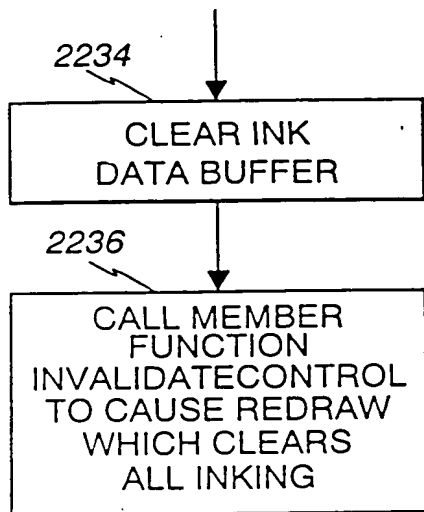 2234
CLEAR INK
DATA BUFFER
2236
CALL MEMBER
FUNCTION
INVALIDATECONTROL
TO CAUSE REDRAW
WHICH CLEARS
ALL INKING